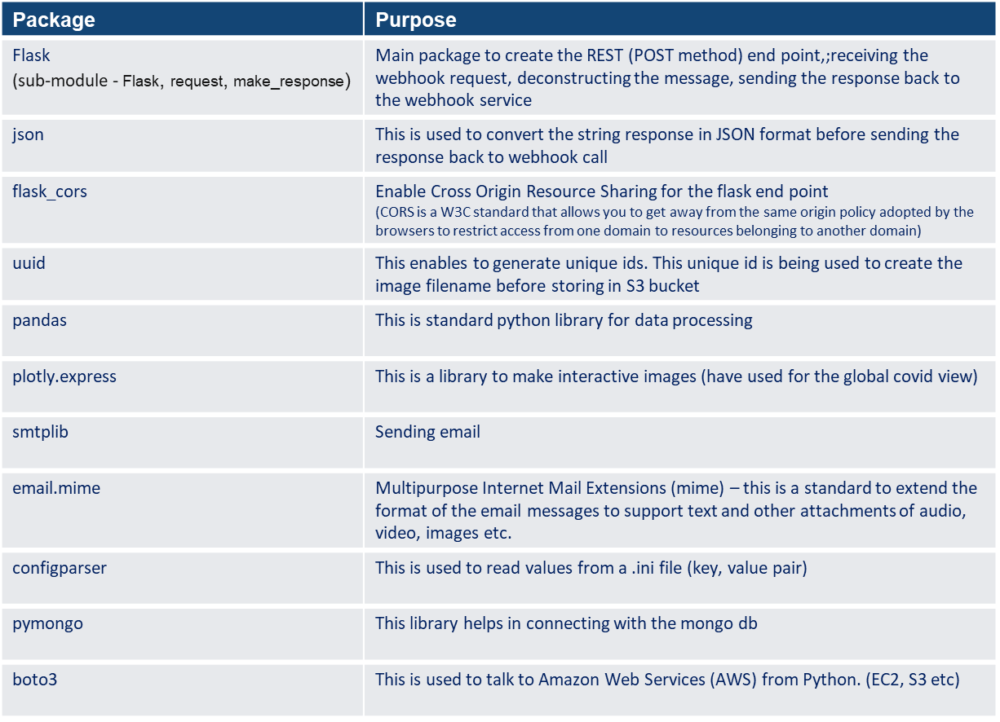 Package
Purpose
Flask
(sub-module - Flask, request, make_response)
Main package to create the REST (POST method) end point,;receiving the
webhook request, deconstructing the message, sending the response back to
the webhook service
json
This is used to convert the string response in JSON format before sending the
response back to webhook call
flask_cors
Enable Cross Origin Resource Sharing for the flask end point
(CORS is a W3C standard that allows you to get away from the same origin policy adopted by the
browsers to restrict access from one domain to resources belonging to another domain)
uuid
This enables to generate unique ids. This unique id is being used to create the
image filename before storing in S3 bucket
pandas
This is standard python library for data processing
plotly.express
This is a library to make interactive images (have used for the global covid view)
smtplib
Sending email
email.mime
Multipurpose Internet Mail Extensions (mime) – this is a standard to extend the
format of the email messages to support text and other attachments of audio,
video, images etc.
configparser
This is used to read values from a .ini file (key, value pair)
pymongo
This library helps in connecting with the mongo db
boto3
This is used to talk to Amazon Web Services (AWS) from Python. (EC2, S3 etc)